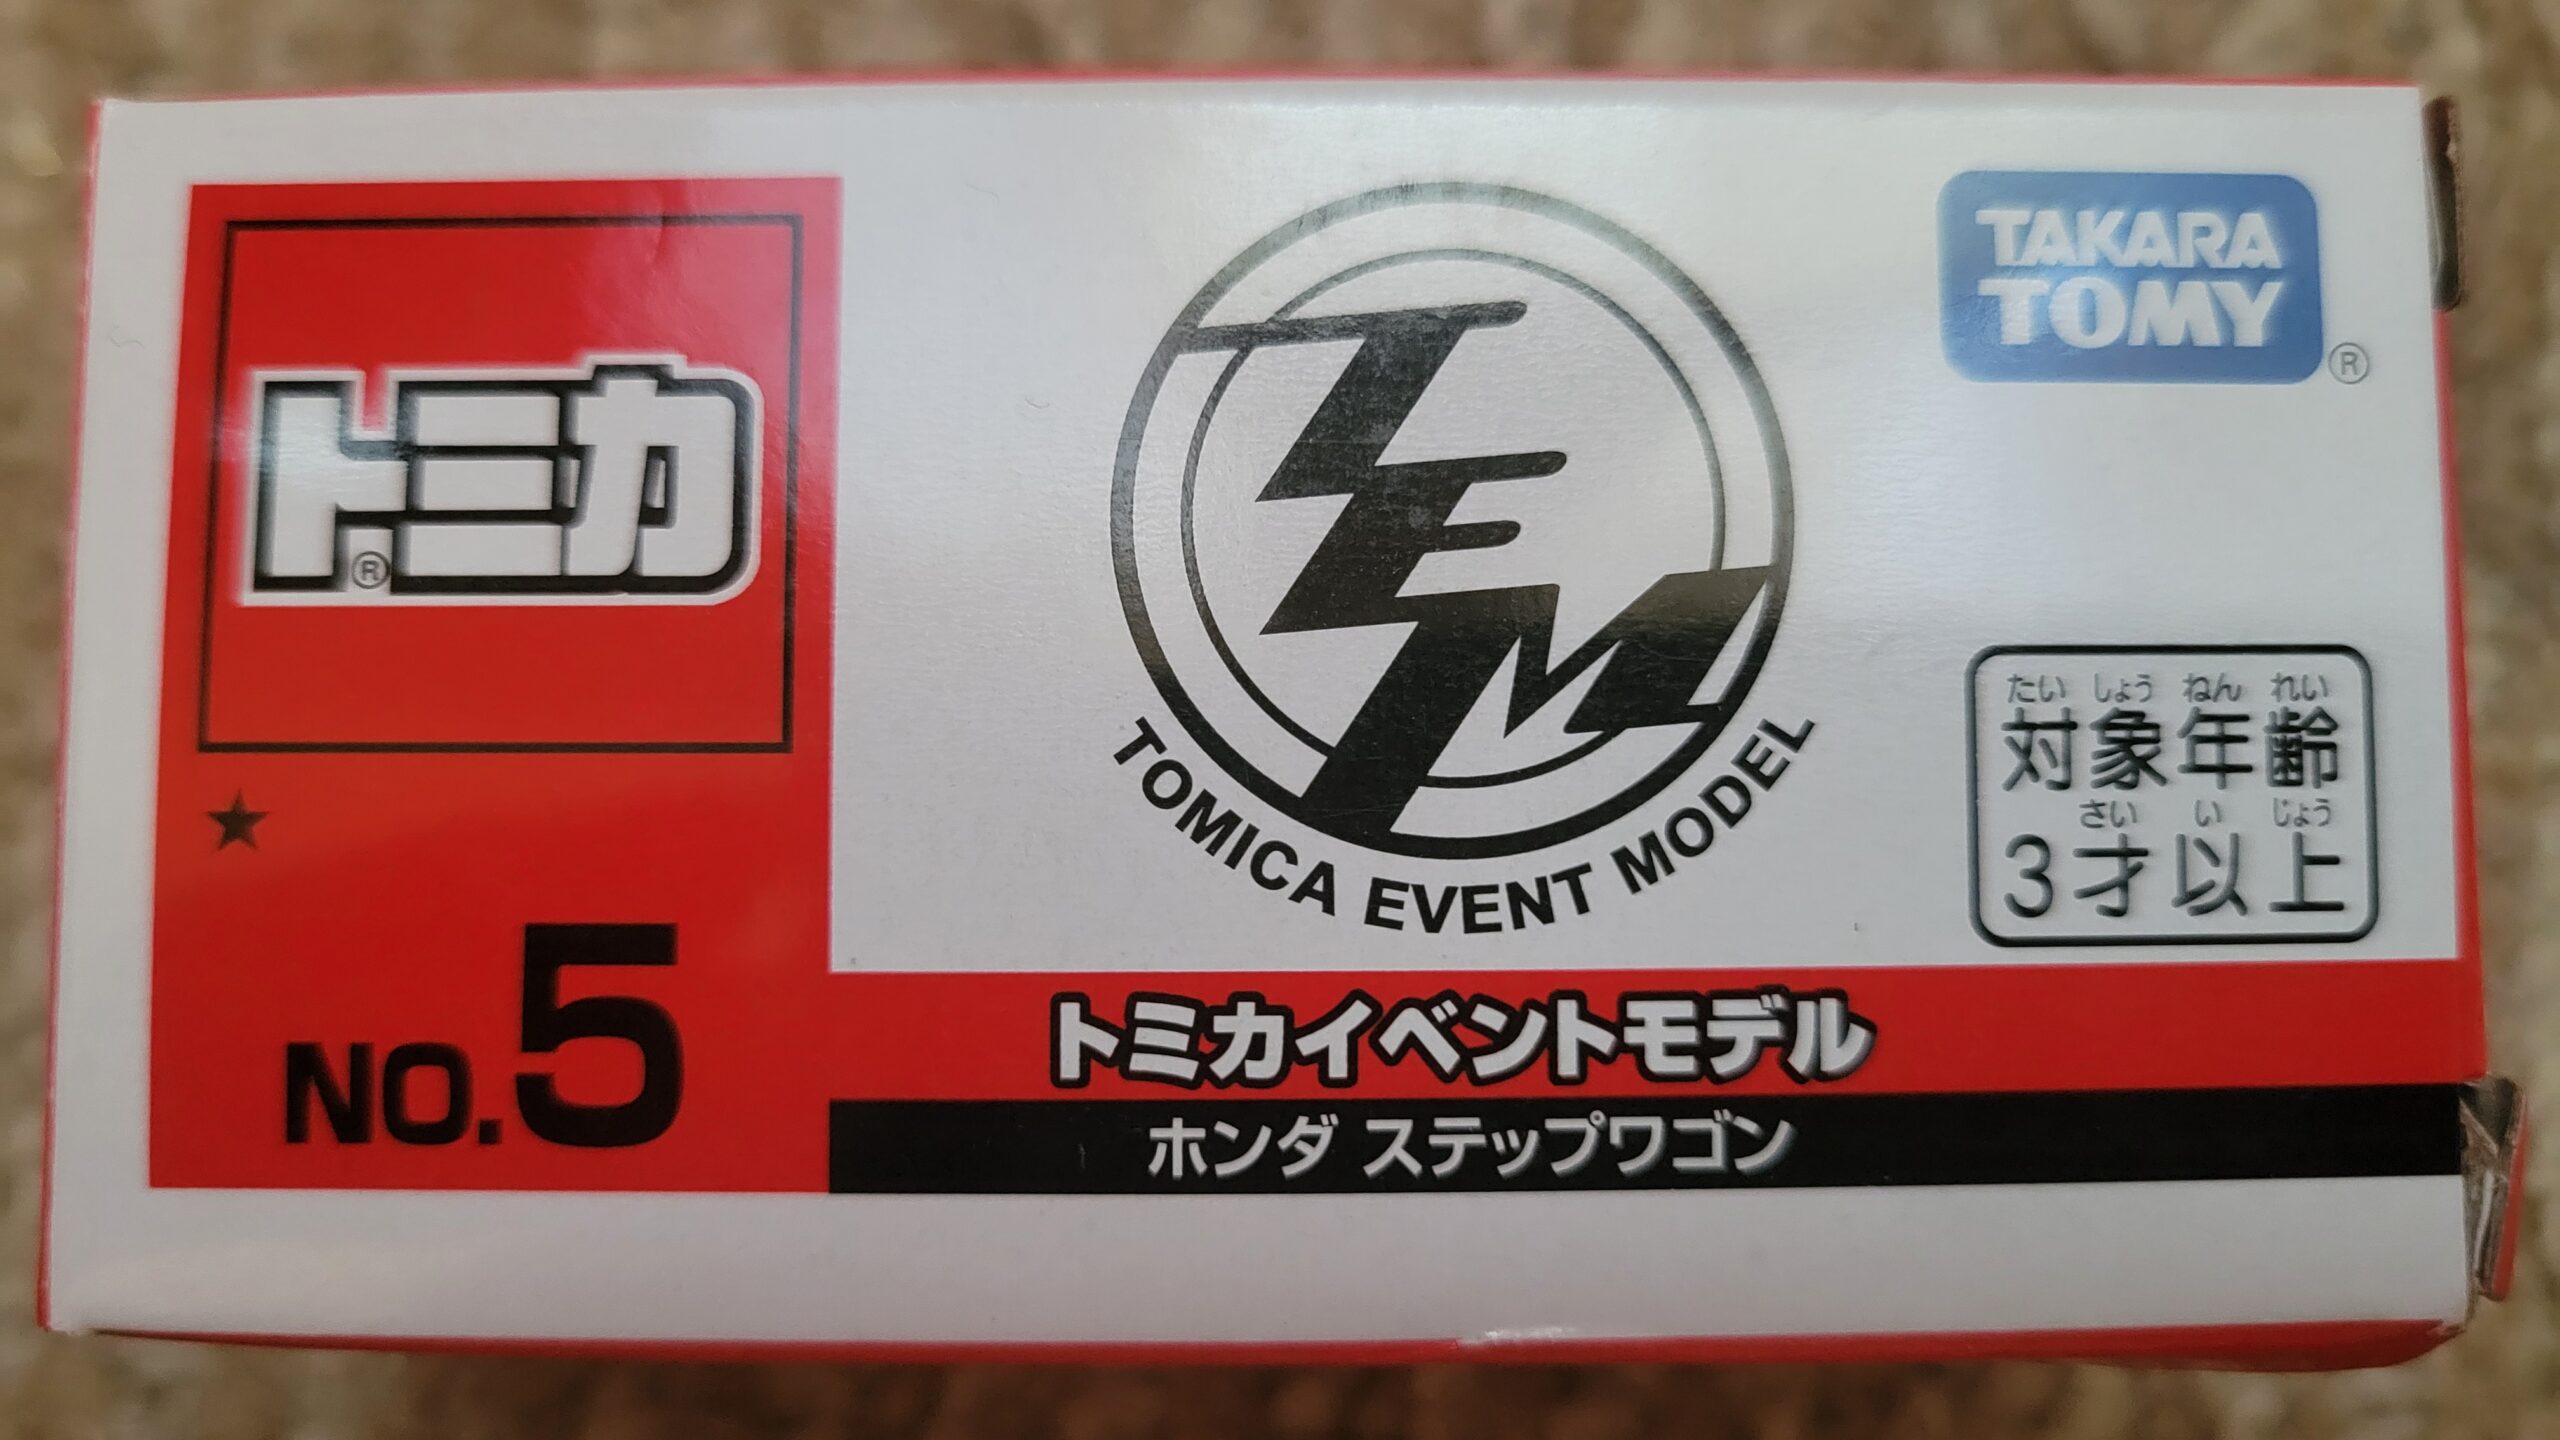 トミカ®
★
NO.5
TEM
TOMICA EVENT MODEL
TAKARA
TOMY®
たいしょうねんれい
対象年齢
さいいじょう
3才以上
トミカイベントモデル
ホンダ ステップワゴン